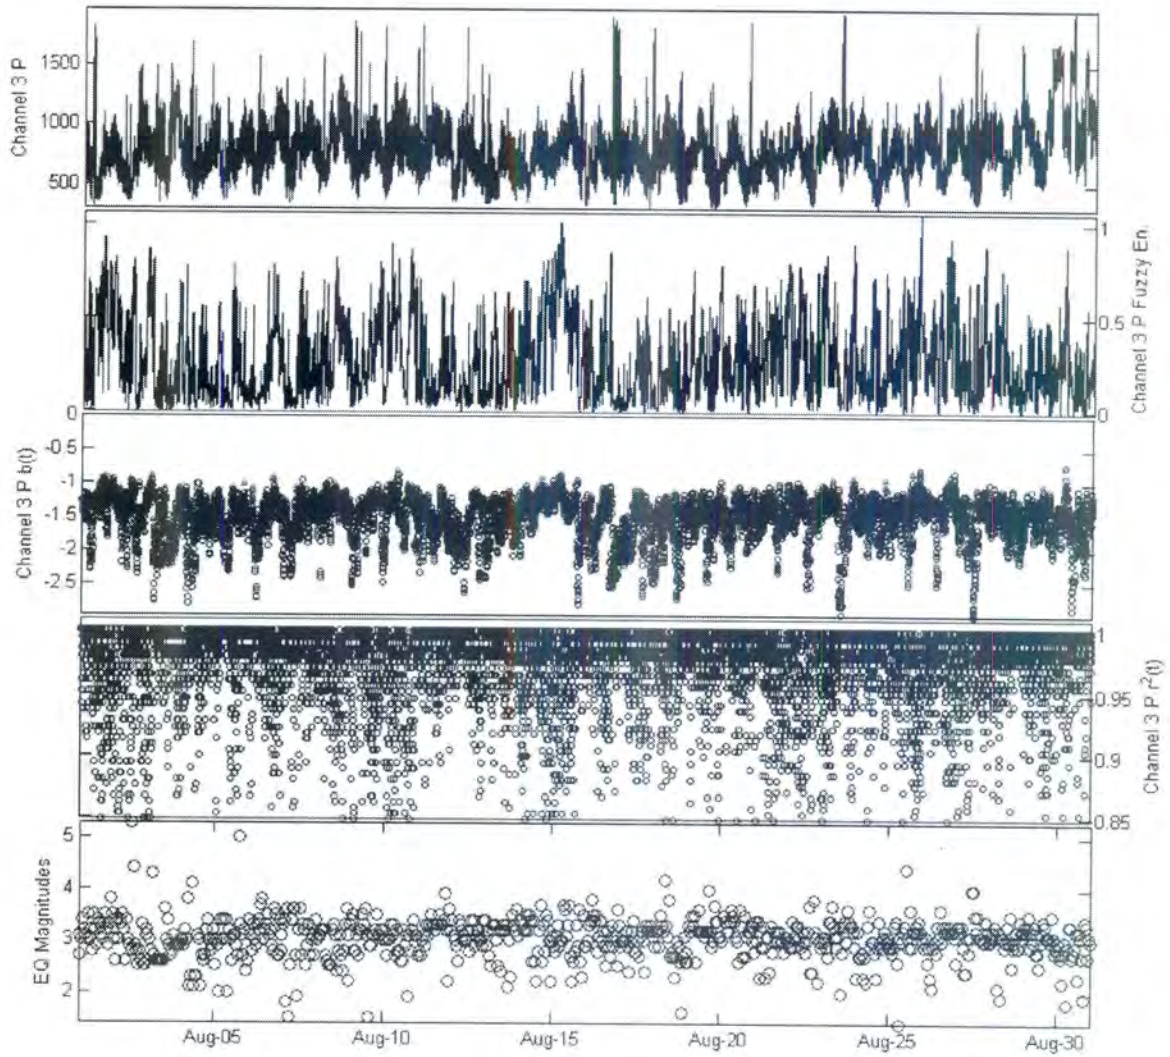 Channel 3 P
1500
1000
500
Channel 3 P Fuzzy En.
1
0.5
0
Channel 3 P b(t)
0
-0.5
-1
-1.5
-2
-2.5
Channel 3 P r²(t)
1
0.95
0.9
0.85
EQ Magnitudes
5
4
3
2
Aug-05
Aug-10
Aug-15
Aug-20
Aug-25
Aug-30